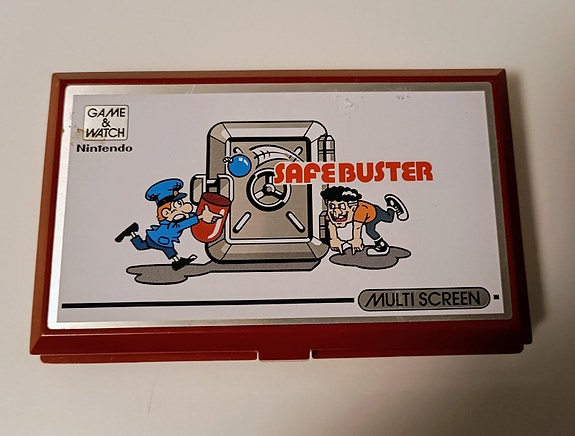 GAME
&
WATCH
Nintendo
SAFEBUSTER
MULTI SCREEN